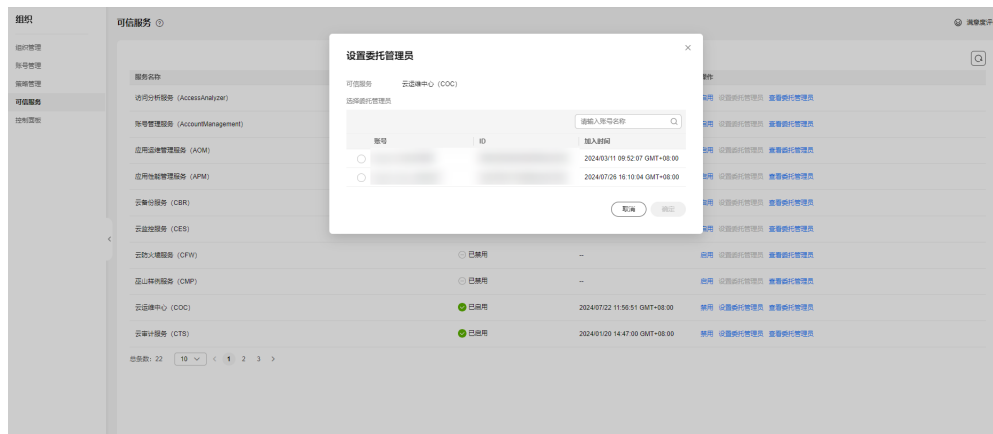 组织
可信服务
满意度评
组织管理
账号管理
策略管理
可信服务
控制面板
设置委托管理员
可信服务 云运维中心 (COC)
选择委托管理员
请输入账号名称
账号 ID 加入时间
2024/03/11 09:52:07 GMT+08:00
2024/07/26 16:10:04 GMT+08:00
取消 确定
服务名称 操作
访问分析服务 (AccessAnalyzer) 启用 设置委托管理员 查看委托管理员
账号管理服务 (AccountManagement) 启用 设置委托管理员 查看委托管理员
应用运维管理服务 (AOM) 启用 设置委托管理员 查看委托管理员
应用性能管理服务 (APM) 启用 设置委托管理员 查看委托管理员
云备份服务 (CBR) 启用 设置委托管理员 查看委托管理员
云监控服务 (CES) 启用 设置委托管理员 查看委托管理员
云防火墙服务 (CFW) 已禁用 -- 启用 设置委托管理员 查看委托管理员
巫山样例服务 (CMP) 已禁用 -- 启用 设置委托管理员 查看委托管理员
云运维中心 (COC) 已启用 2024/07/22 11:56:51 GMT+08:00 禁用 设置委托管理员 查看委托管理员
云审计服务 (CTS) 已启用 2024/01/20 14:47:00 GMT+08:00 禁用 设置委托管理员 查看委托管理员
总条数: 22 10 < 1 2 3 >